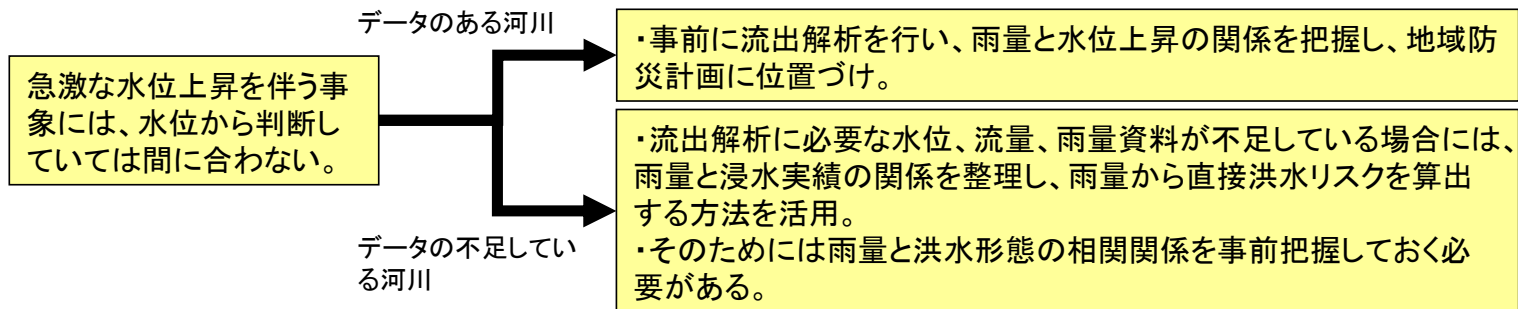 データのある河川
・事前に流出解析を行い、雨量と水位上昇の関係を把握し、地域防
災計画に位置づけ。
急激な水位上昇を伴う事
象には、水位から判断し
ていては間に合わない。
・流出解析に必要な水位、流量、雨量資料が不足している場合には、
雨量と浸水実績の関係を整理し、雨量から直接洪水リスクを算出
する方法を活用。
・そのためには雨量と洪水形態の相関関係を事前把握しておく必
要がある。
データの不足してい
る河川